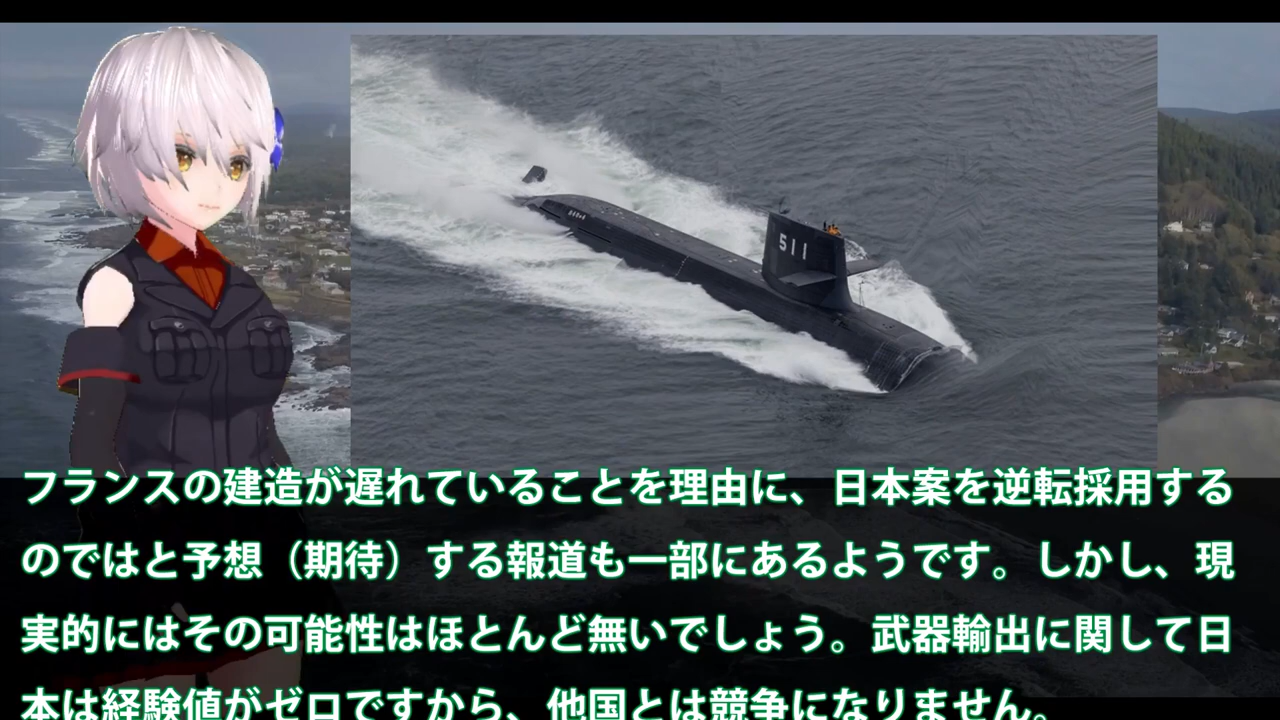 511
フランスの建造が遅れていることを理由に、日本案を逆転採用する
のではと予想（期待）する報道も一部にあるようです。しかし、現
実的にはその可能性はほとんど無いでしょう。武器輸出に関して日
本は経験値がゼロですから、他国とは競争になりません。